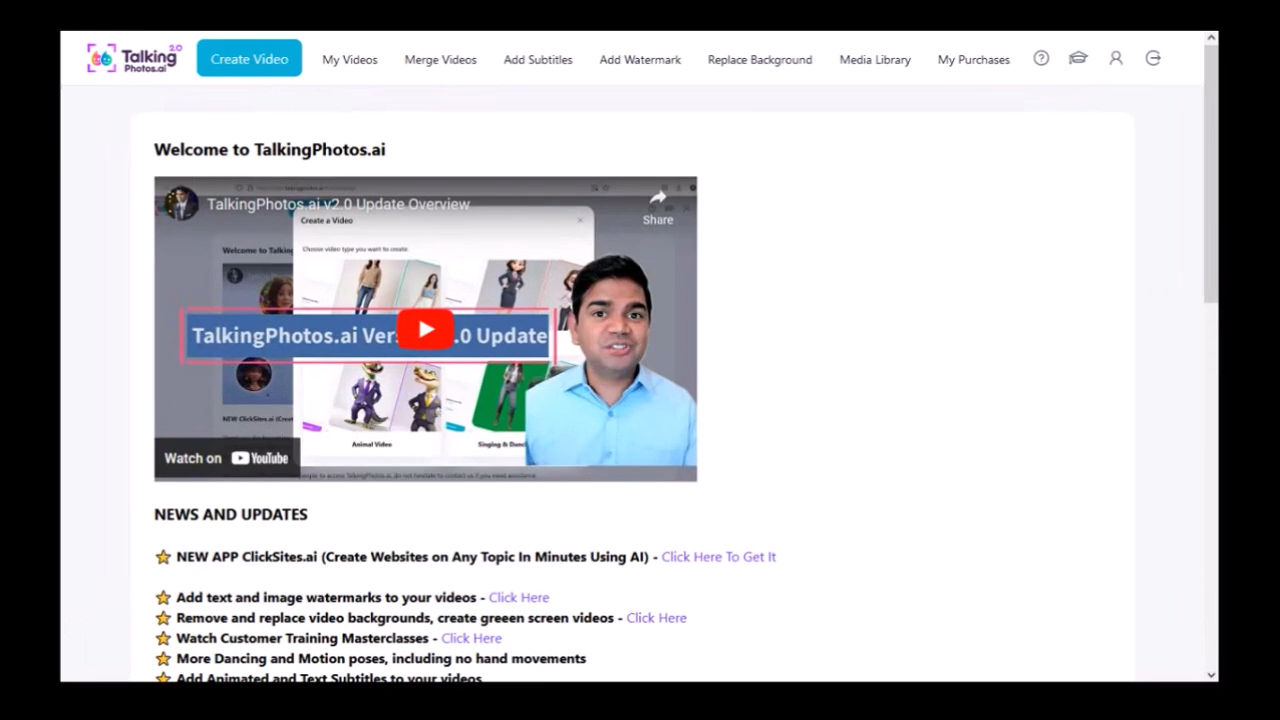 Talking 2.0
Photos.ai
Create Video
My Videos
Merge Videos
Add Subtitles
Add Watermark
Replace Background
Media Library
My Purchases
Welcome to TalkingPhotos.ai
TalkingPhotos.ai v2.0 Update Overview
Share
Create a Video
Choose video type you want to create.
Welcome to Talking
TalkingPhotos.ai Vers .0 Update
Animal Video
Singing & Danc
Watch on YouTube
NEWS AND UPDATES
NEW APP ClickSites.ai (Create Websites on Any Topic In Minutes Using AI) - Click Here To Get It
Add text and image watermarks to your videos - Click Here
Remove and replace video backgrounds, create greeen screen videos - Click Here
Watch Customer Training Masterclasses - Click Here
More Dancing and Motion poses, including no hand movements
Add Animated and Text Subtitles to your videos